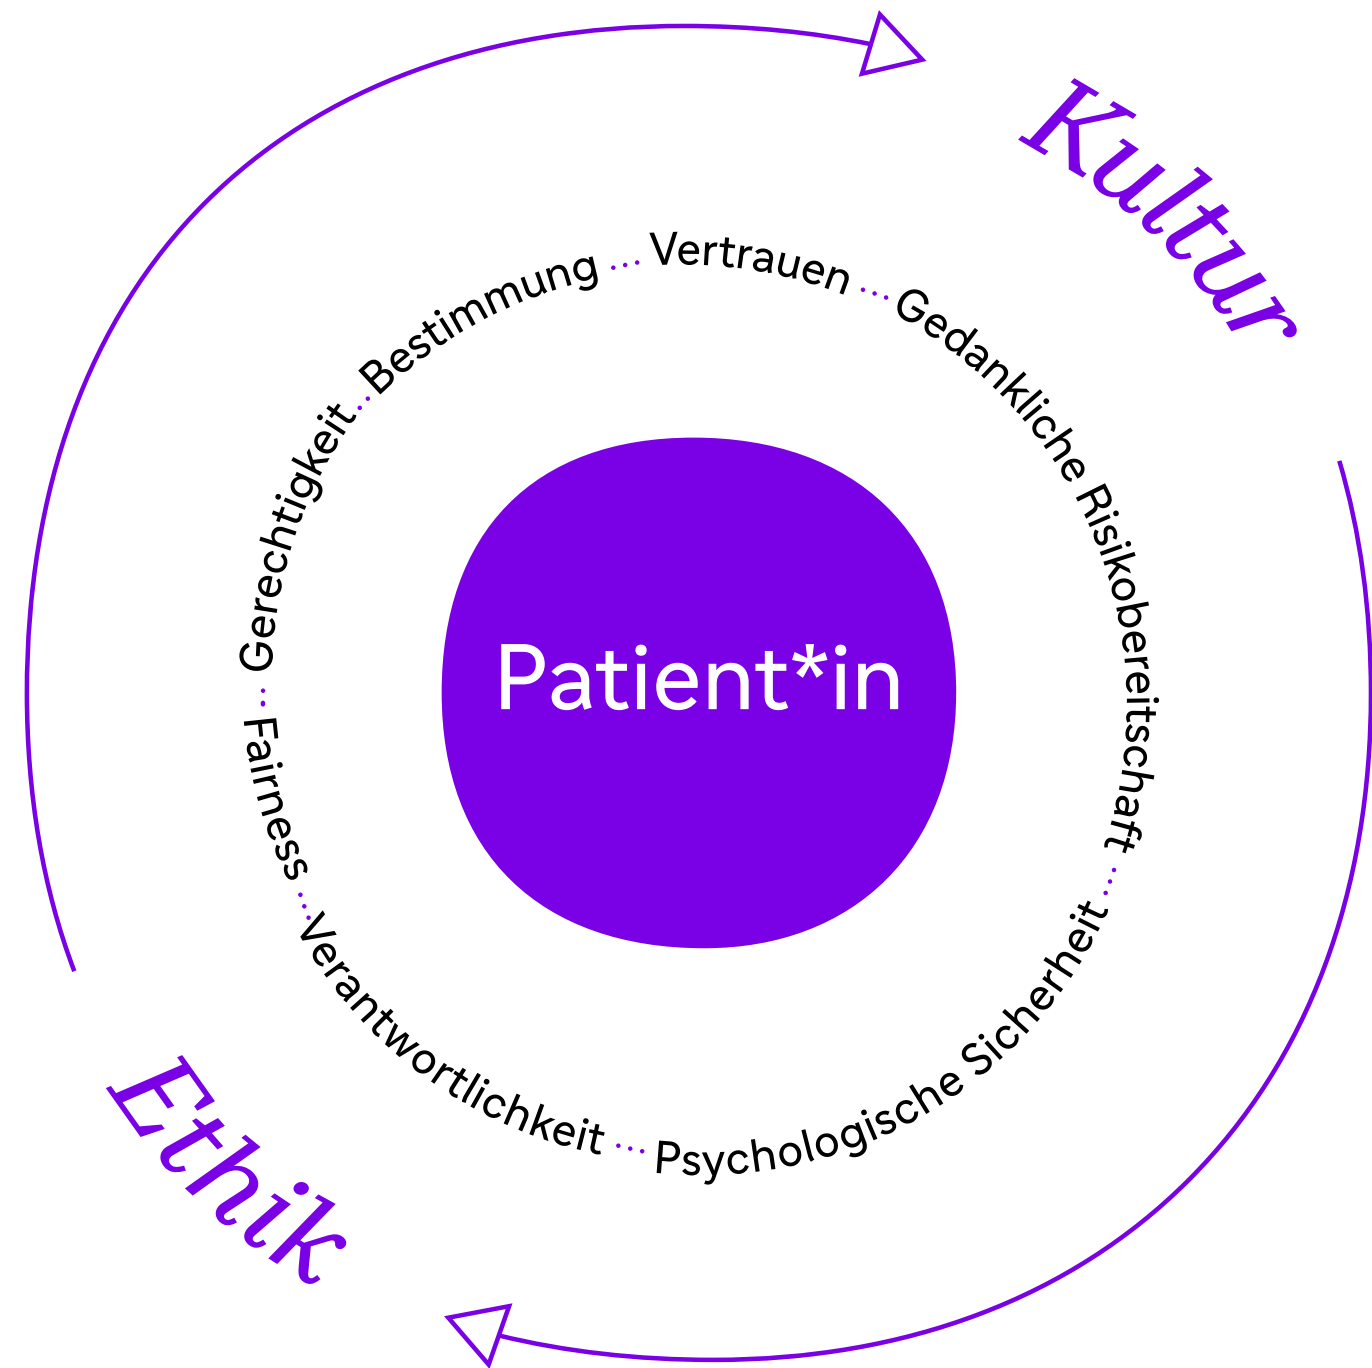 Kultur
Vertrauen ... Gedankliche Risikobereitschaft ... Psychologische Sicherheit
Verantwortlichkeit ... Fairness ... Gerechtigkeit ... Bestimmung ...
Patient*in
Ethik